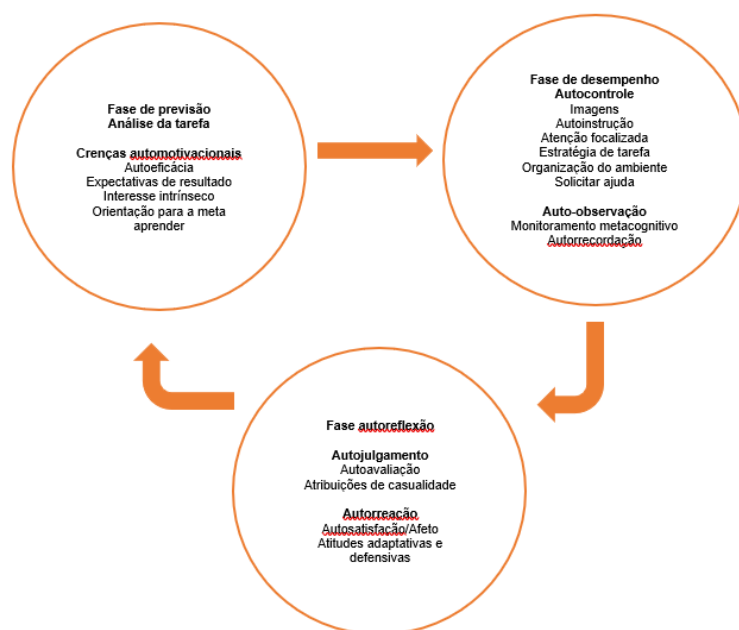 Fase de previsão
Análise da tarefa
Crenças automotivacionais
Autoeficácia
Expectativas de resultado
Interesse intrínseco
Orientação para a meta
aprender
Fase de desempenho
Autocontrole
Imagens
Autoinstrução
Atenção focalizada
Estratégia de tarefa
Organização do ambiente
Solicitar ajuda
Auto-observação
Monitoramento metacognitivo
Autorrecordação
Fase autoreflexão
Autojulgamento
Autoavaliação
Atribuições de casualidade
Autorreação
Autosatisfação/Afeto
Atitudes adaptativas e
defensivas